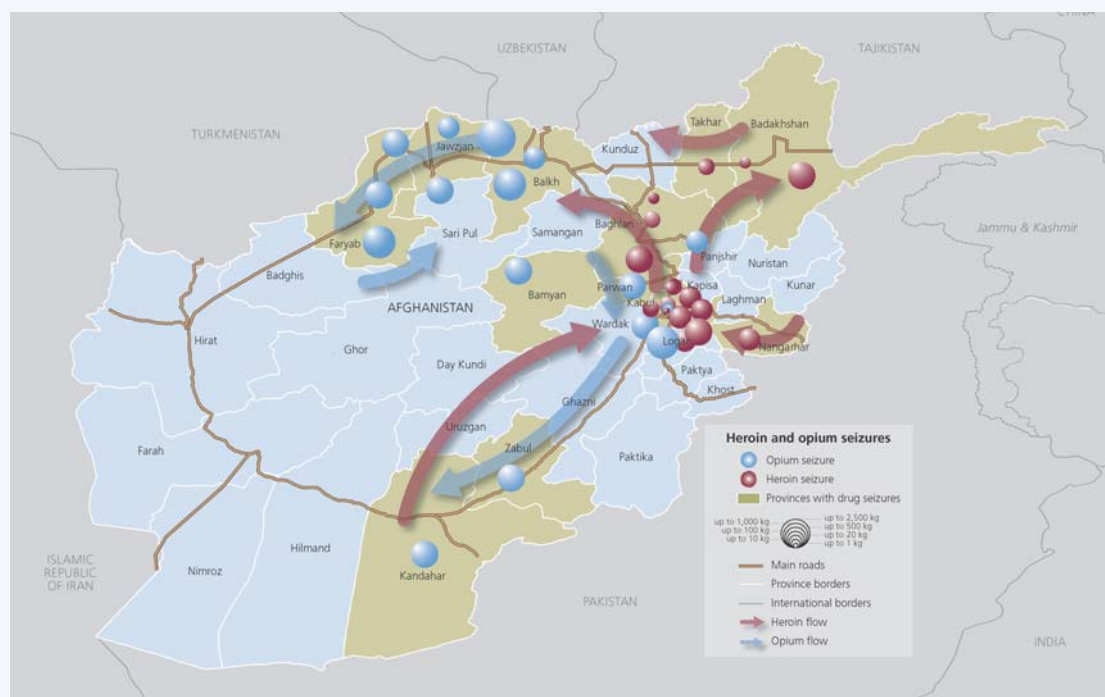 CHINA
UZBEKISTAN
TAJIKISTAN
TURKMENISTAN
Takhar
Badakhshan
Kunduz
Jawzjan
Balkh
Baghlan
Faryab
Sari Pul
Samangan
Panjshir
Nuristan
Jammu & Kashmir
Badghis
Bamyan
Parwan
Kapisa
Kunar
AFGHANISTAN
Laghman
Kabul
Hirat
Wardak
Logar
Nangarhar
Ghor
Day Kundi
Paktya
Khost
Ghazni
Uruzgan
Farah
Zabul
Paktika
Hilmand
Nimroz
Kandahar
ISLAMIC
REPUBLIC
OF IRAN
PAKISTAN
INDIA
Heroin and opium seizures
Opium seizure
Heroin seizure
Provinces with drug seizures
up to 1,000 kg
up to 100 kg
up to 10 kg
up to 2,500 kg
up to 500 kg
up to 20 kg
up to 1 kg
Main roads
Province borders
International borders
Heroin flow
Opium flow